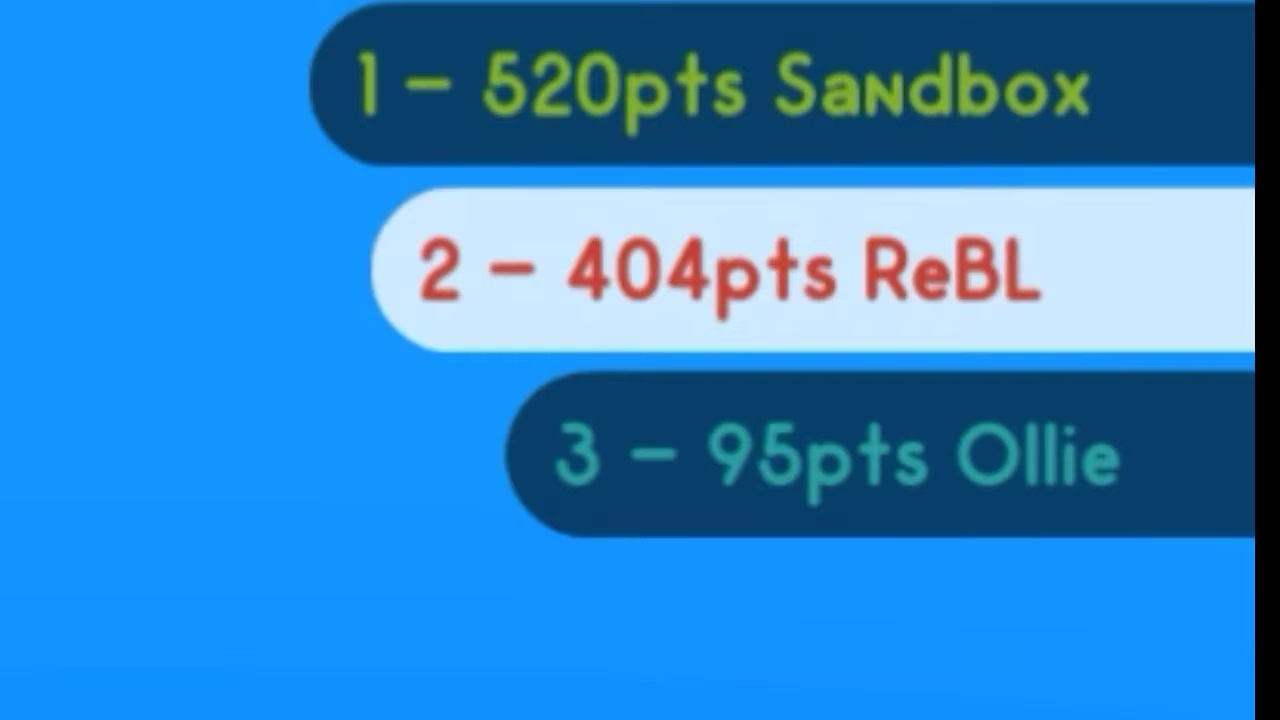 1 – 520pts Sandbox
2 – 404pts ReBL
3 – 95pts Ollie